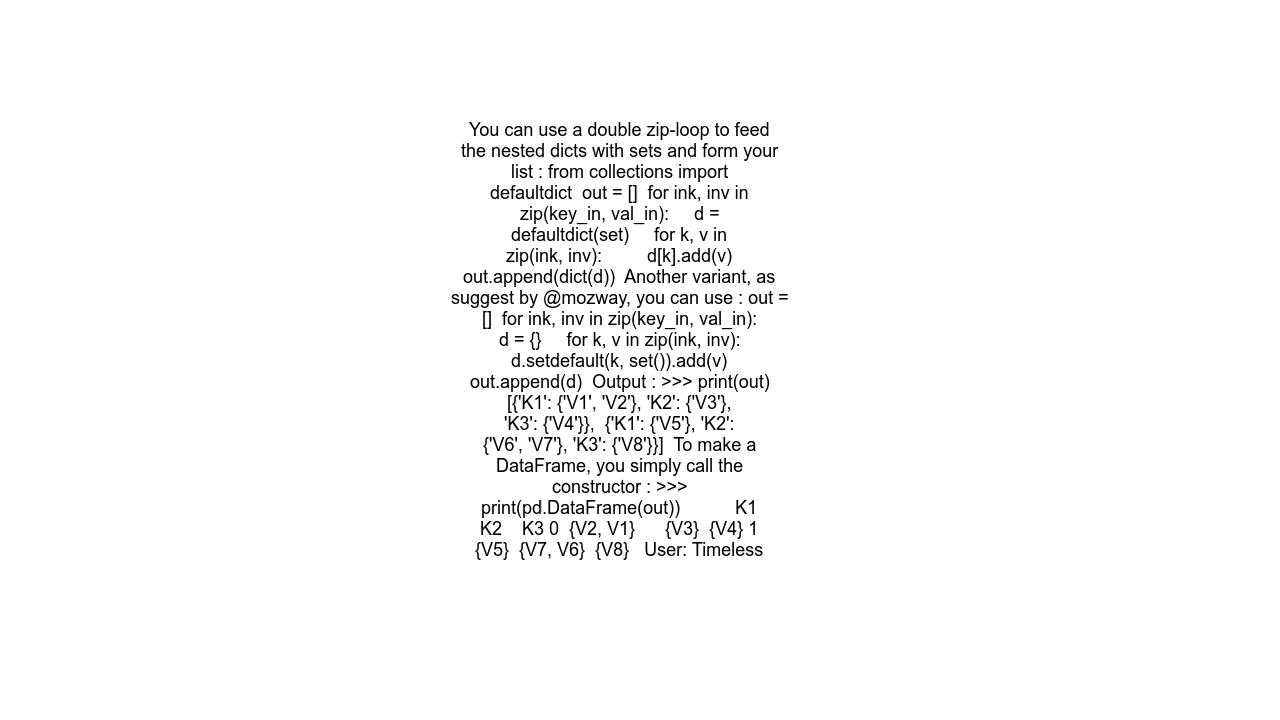 You can use a double zip-loop to feed
the nested dicts with sets and form your
list : from collections import
defaultdict  out = []  for ink, inv in
zip(key_in, val_in):     d =
defaultdict(set)     for k, v in
zip(ink, inv):         d[k].add(v)
out.append(dict(d))  Another variant, as
suggest by @mozway, you can use : out =
[]  for ink, inv in zip(key_in, val_in):
d = {}     for k, v in zip(ink, inv):
d.setdefault(k, set()).add(v)
out.append(d)  Output : >>> print(out)
[{'K1': {'V1', 'V2'}, 'K2': {'V3'},
'K3': {'V4'}},  {'K1': {'V5'}, 'K2':
{'V6', 'V7'}, 'K3': {'V8'}}]  To make a
DataFrame, you simply call the
constructor : >>>
print(pd.DataFrame(out))           K1
K2    K3 0  {V2, V1}      {V3}  {V4} 1
{V5}  {V7, V6}  {V8}   User: Timeless